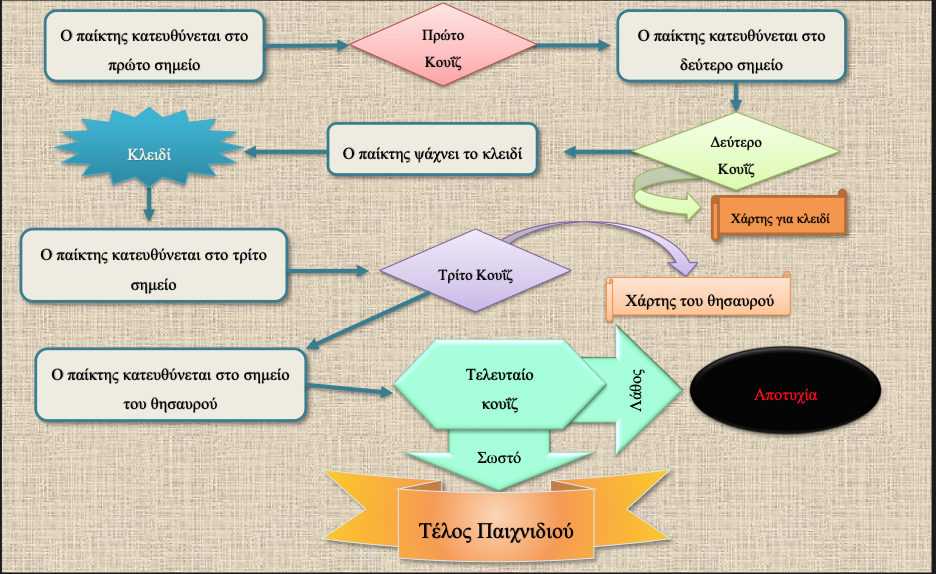 Ο παίκτης κατευθύνεται στο
πρώτο σημείο
Πρώτο
Κουΐζ
Ο παίκτης κατευθύνεται στο
δεύτερο σημείο
Δεύτερο
Κουΐζ
Χάρτης για κλειδί
Ο παίκτης ψάχνει το κλειδί
Κλειδί
Ο παίκτης κατευθύνεται στο τρίτο
σημείο
Τρίτο Κουΐζ
Χάρτης του θησαυρού
Ο παίκτης κατευθύνεται στο σημείο
του θησαυρού
Τελευταίο
κουΐζ
Λάθος
Αποτυχία
Σωστό
Τέλος Παιχνιδιού